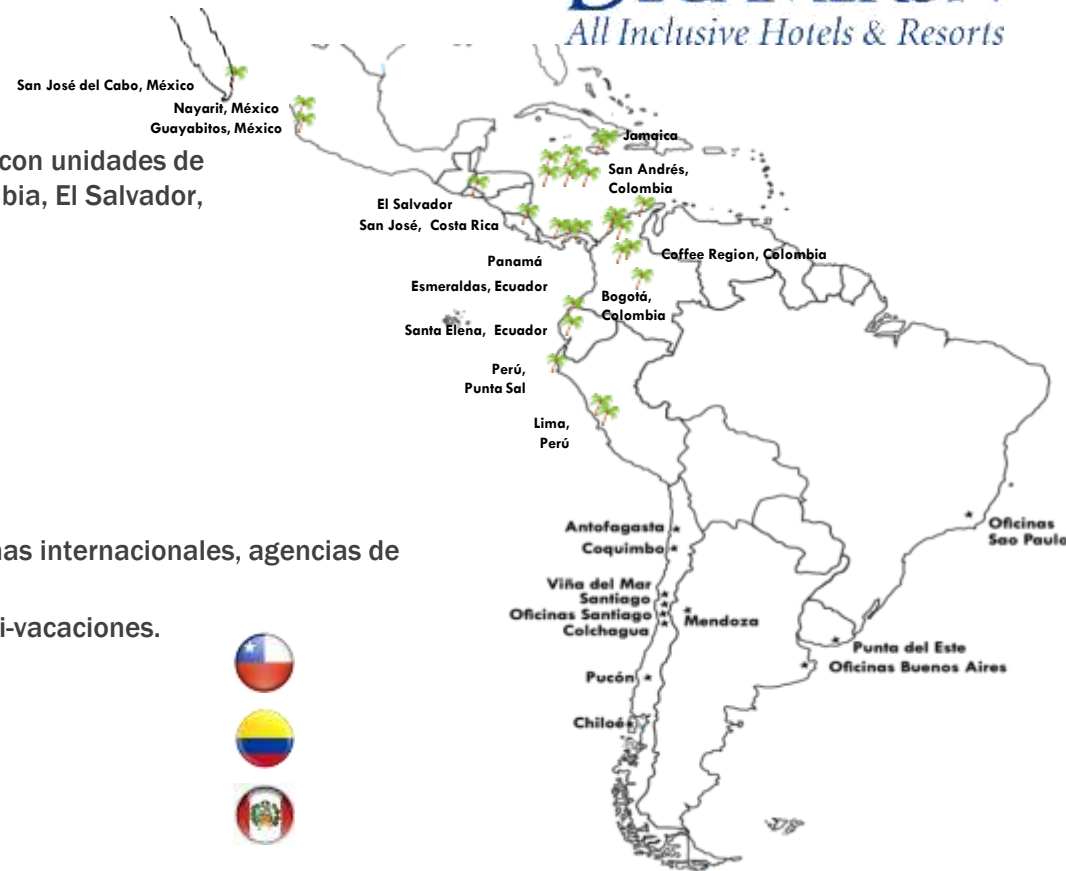 All Inclusive Hotels & Resorts
San José del Cabo, México
Nayarit, México
Guayabitos, México
con unidades de
bia, El Salvador,
Jamaica
San Andrés,
Colombia
El Salvador
San José, Costa Rica
Coffee Region, Colombia
Panamá
Esmeraldas, Ecuador
Bogotá,
Colombia
Santa Elena, Ecuador
Perú,
Punta Sal
Lima,
Perú
nas internacionales, agencias de
i-vacaciones.
Antofagasta
Coquimbo
Oficinas
Sao Paulo
Viña del Mar
Santiago
Oficinas Santiago
Colchagua
Mendoza
Punta del Este
Oficinas Buenos Aires
Pucón
Chiloé